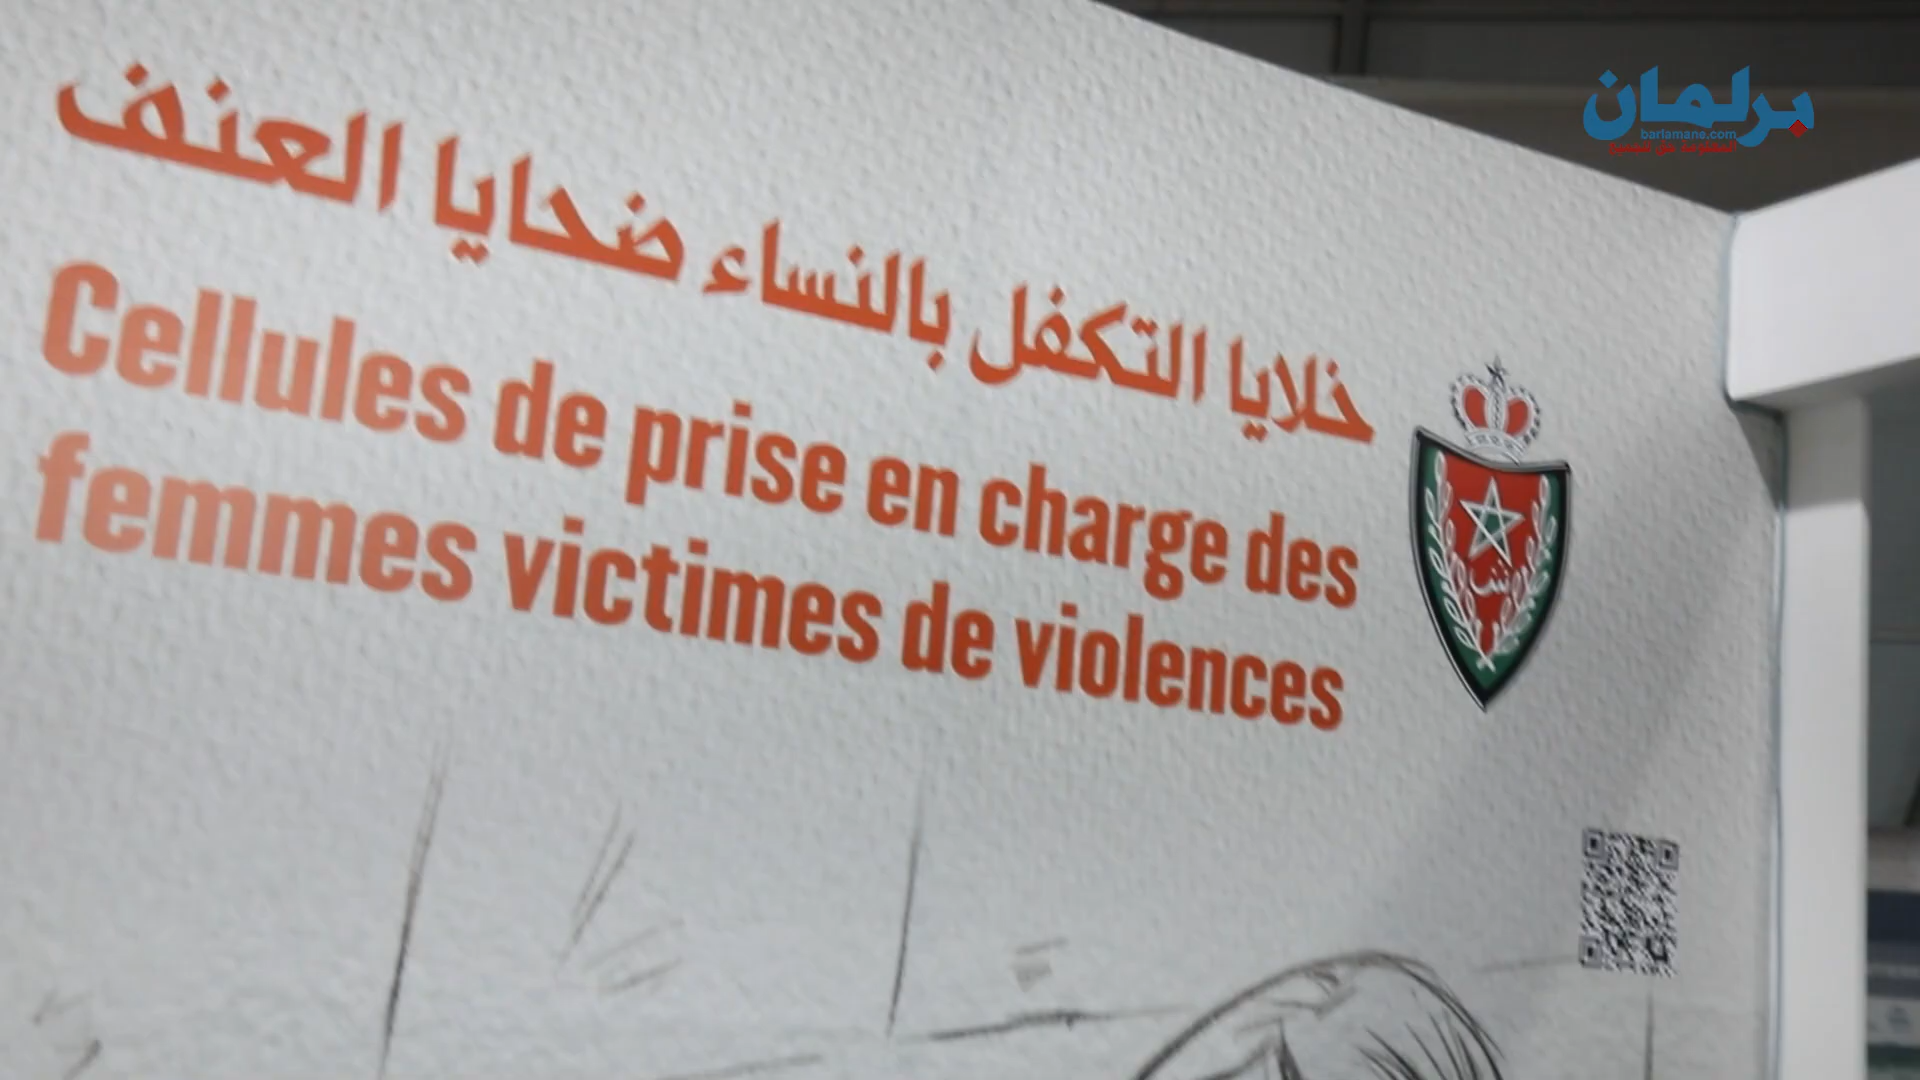 برلمان
barlamane.com
خلايا التكفل بالنساء ضحايا العنف
Cellules de prise en charge des
femmes victimes de violences